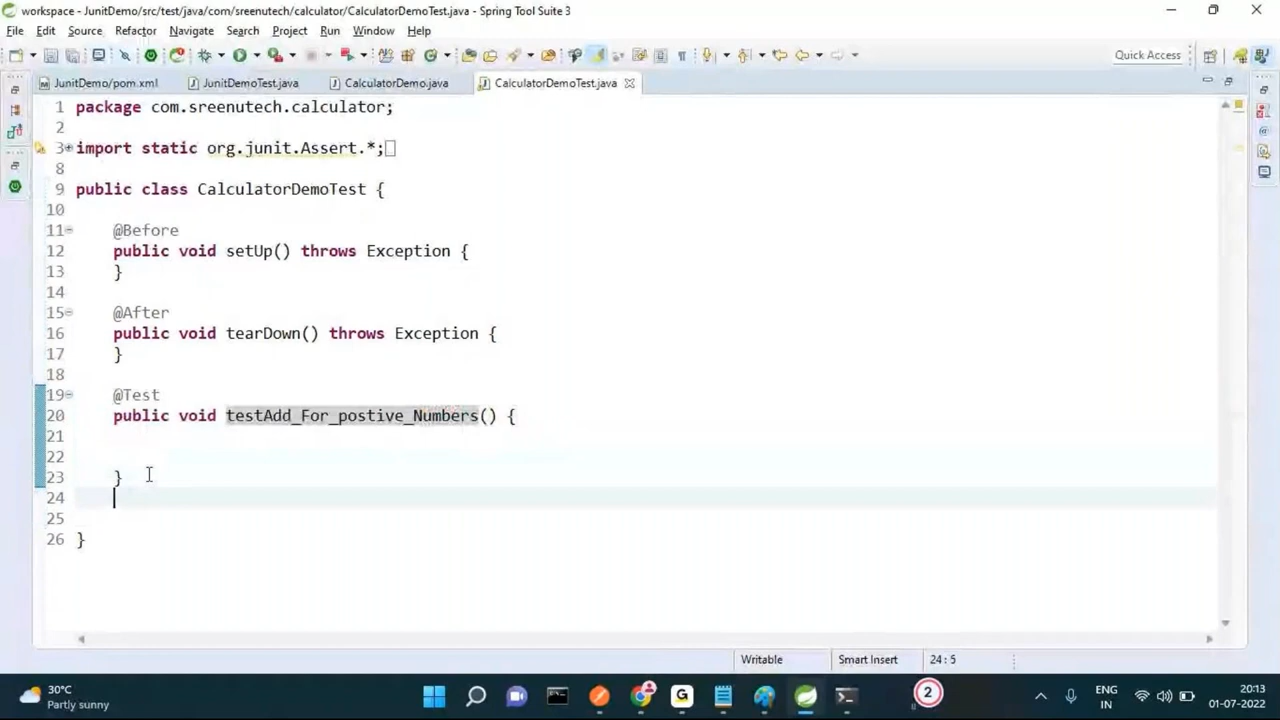 workspace - JunitDemo/src/test/java/com/sreenutech/calculator/CalculatorDemoTest.java - Spring Tool Suite 3
File Edit Source Refactor Navigate Search Project Run Window Help
Quick Access
JunitDemo/pom.xml JunitDemoTest.java CalculatorDemo.java CalculatorDemoTest.java
1 package com.sreenutech.calculator;
2
3 import static org.junit.Assert.*;
8
9 public class CalculatorDemoTest {
10
11 @Before
12 public void setUp() throws Exception {
13 }
14
15 @After
16 public void tearDown() throws Exception {
17 }
18
19 @Test
20 public void testAdd_For_postive_Numbers() {
21
22
23 }
24
25
26 }
Writable Smart Insert 24 : 5
30°C
Partly sunny
2
ENG
IN
20:13
01-07-2022